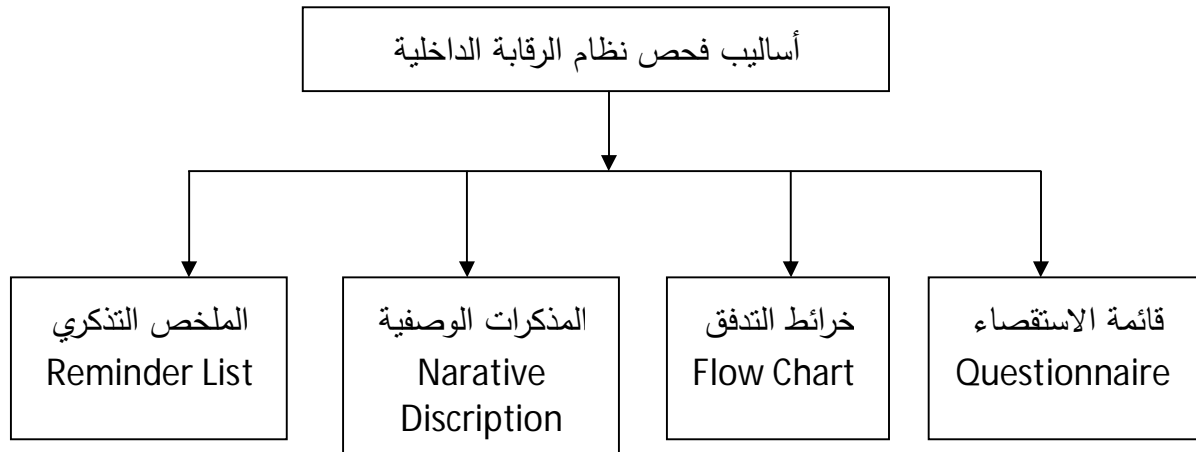 أساليب فحص نظام الرقابة الداخلية
قائمة الاستقصاء
Questionnaire
خرائط التدفق
Flow Chart
المذكرات الوصفية
Narative
Discription
الملخص التذكري
Reminder List